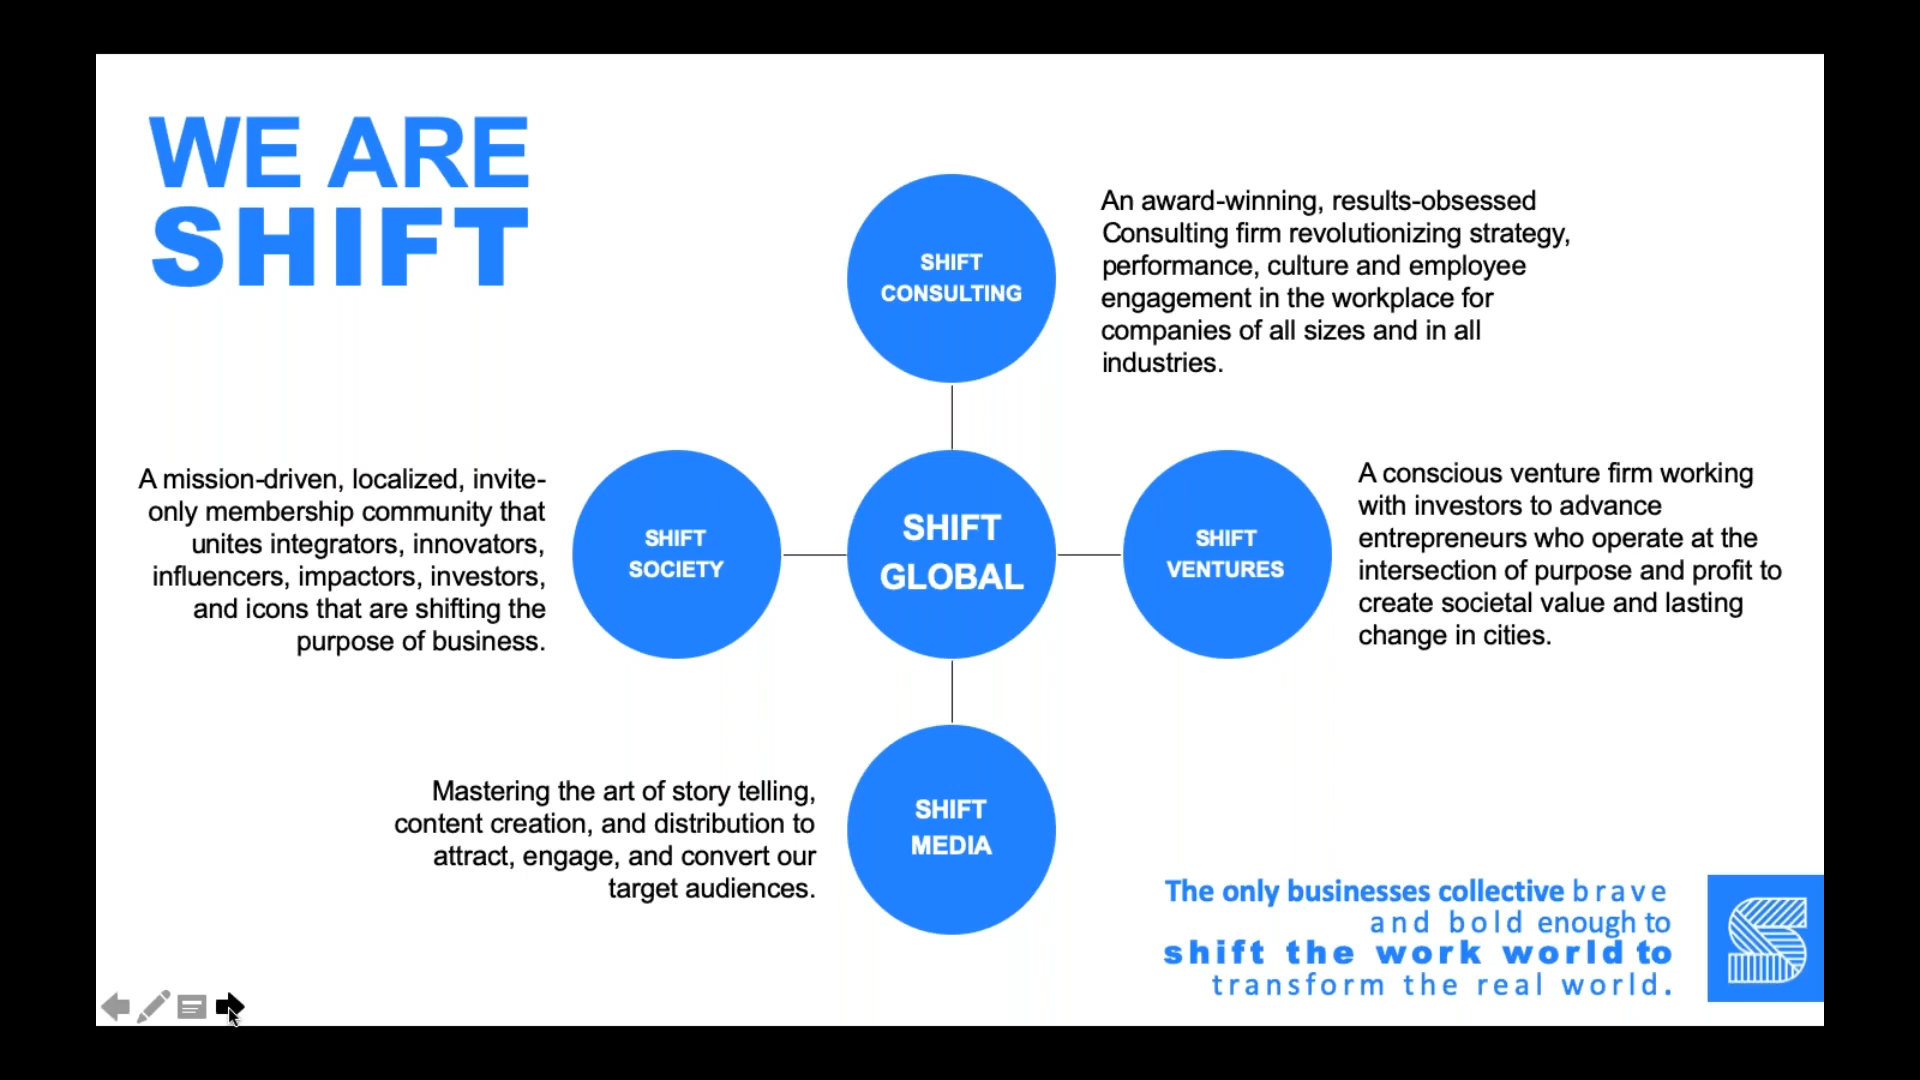 WE ARE
SHIFT
SHIFT
CONSULTING
An award-winning, results-obsessed
Consulting firm revolutionizing strategy,
performance, culture and employee
engagement in the workplace for
companies of all sizes and in all
industries.
A mission-driven, localized, invite-
only membership community that
unites integrators, innovators,
influencers, impactors, investors,
and icons that are shifting the
purpose of business.
SHIFT
SOCIETY
SHIFT
GLOBAL
SHIFT
VENTURES
A conscious venture firm working
with investors to advance
entrepreneurs who operate at the
intersection of purpose and profit to
create societal value and lasting
change in cities.
Mastering the art of story telling,
content creation, and distribution to
attract, engage, and convert our
target audiences.
SHIFT
MEDIA
The only businesses collective brave
and bold enough to
shift the work world to
transform the real world.
S